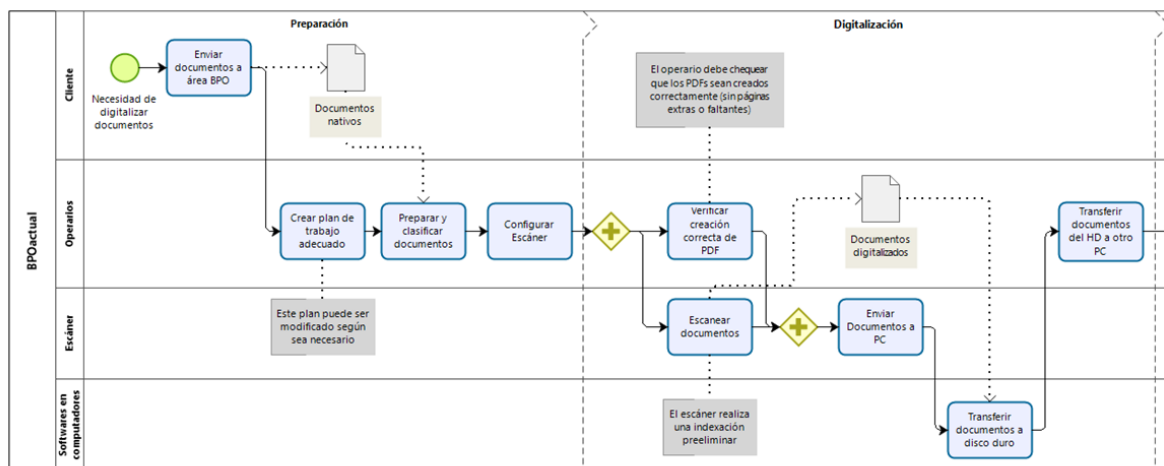 Preparación
Digitalización
BPOactual
Cliente
Necesidad de
digitalizar
documentos
Enviar
documentos a
área BPO
Documentos
nativos
El operario debe chequear
que los PDFs sean creados
correctamente (sin páginas
extras o faltantes)
Operarios
Crear plan de
trabajo
adecuado
Preparar y
clasificar
documentos
Configurar
Escáner
Verificar
creación
correcta de
PDF
Documentos
digitalizados
Transferir
documentos
del HD a otro
PC
Escáner
Este plan puede ser
modificado según
sea necesario
Escanear
documentos
Enviar
Documentos a
PC
Softwares en
computadores
El escáner realiza
una indexación
preeliminar
Transferir
documentos a
disco duro